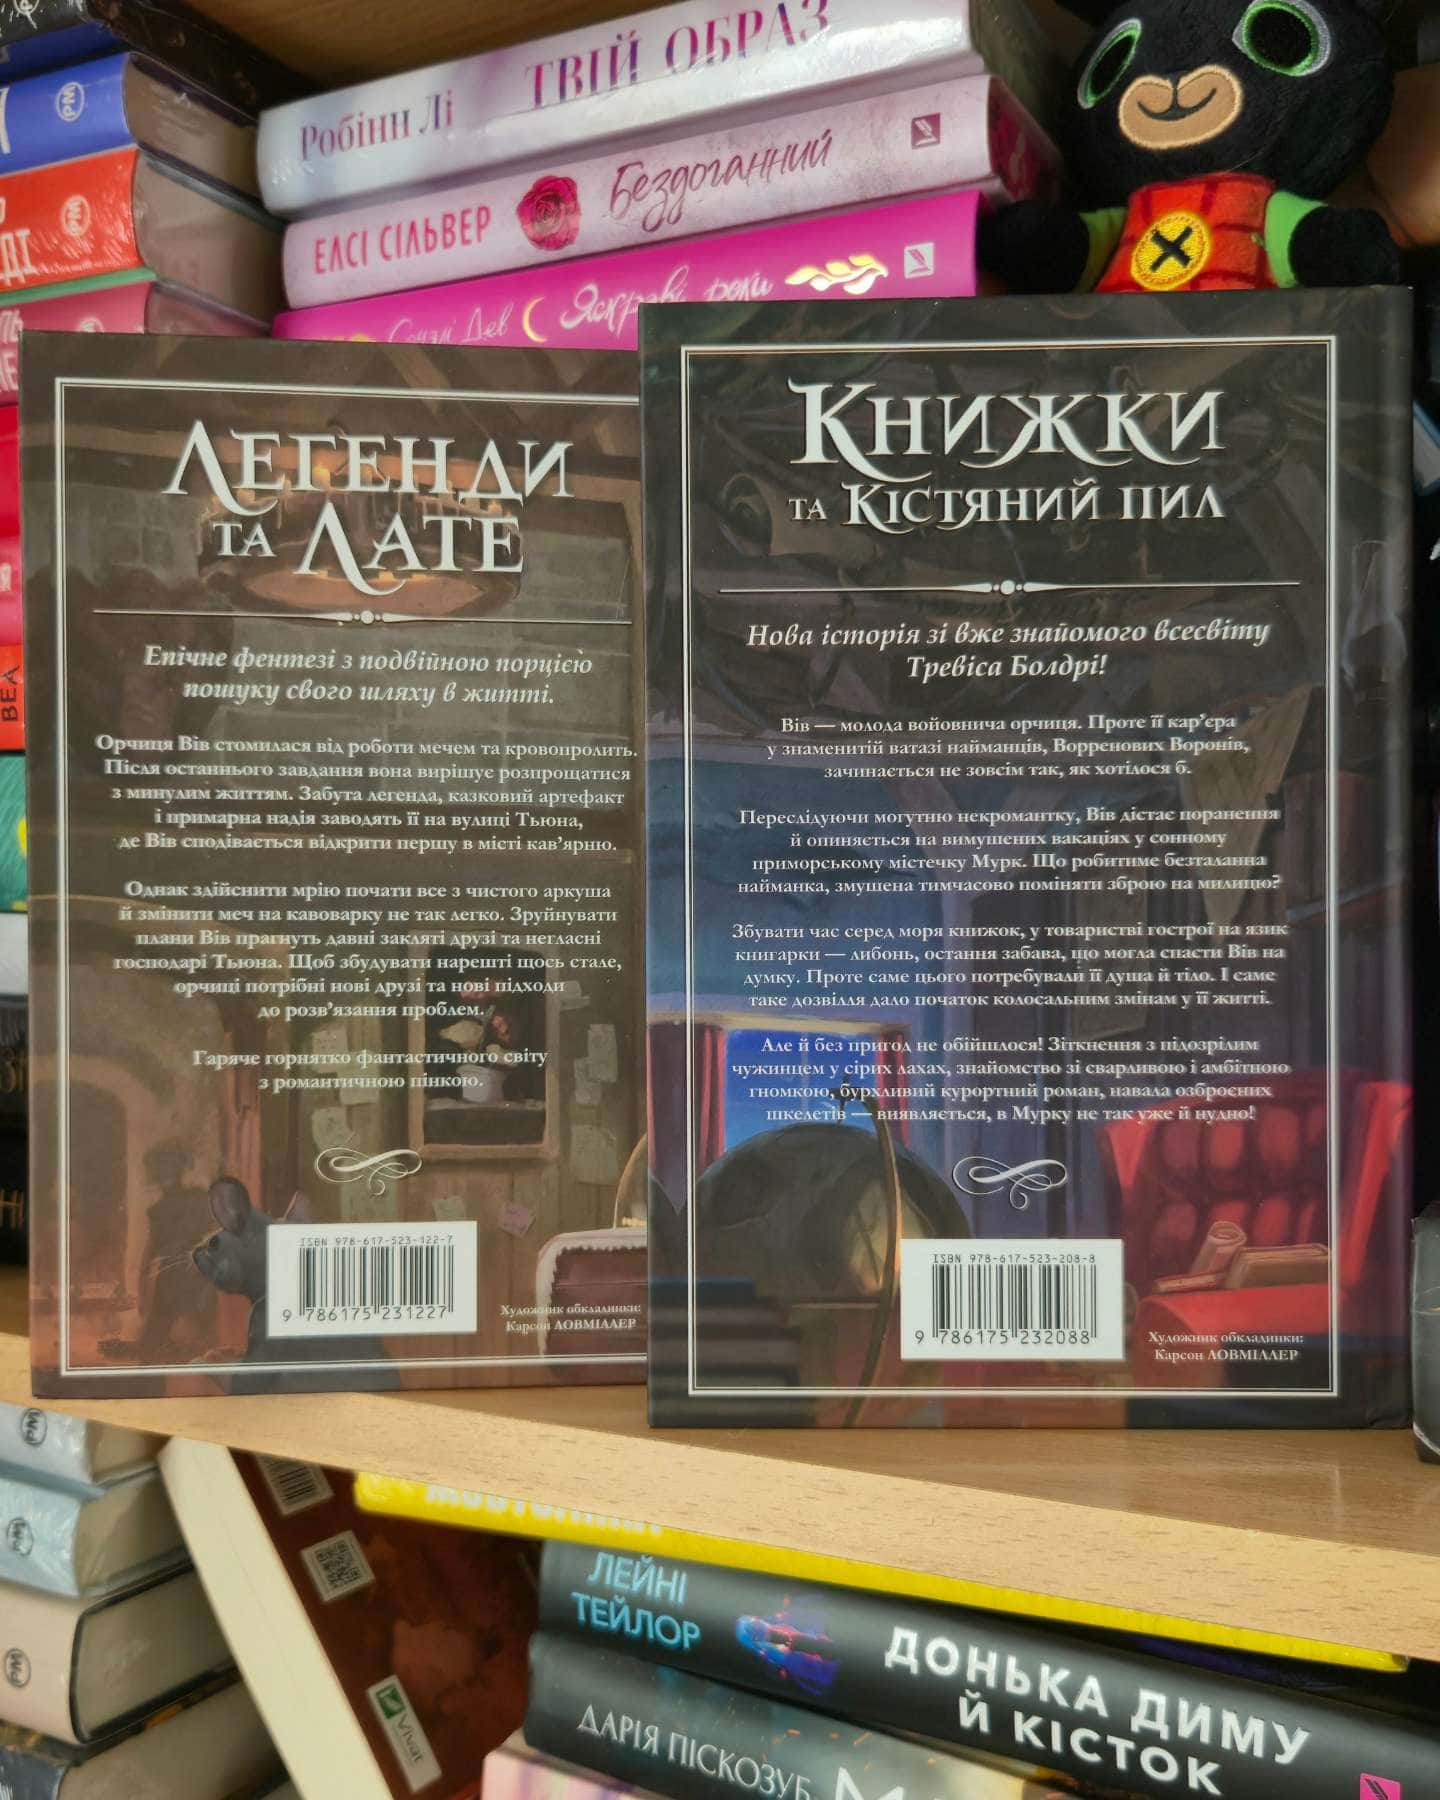 Робінн Лі ТВІЙ ОБРАЗ
ЕЛСІ СІЛЬВЕР Бездоганний
Яскраві роки
РМ
РМ
ДТ
ВЕА
ЛЕГЕНДИ
ТА ЛАТЕ
Епічне фентезі з подвійною порцією
пошуку свого шляху в житті.
Орчиця Вів стомилася від роботи мечем та кровопролить.
Після останнього завдання вона вирішує розпрощатися
з минулим життям. Забута легенда, казковий артефакт
і примарна надія заводять її на вулиці Тьюна,
де Вів сподівається відкрити першу в місті кав’ярню.
Однак здійснити мрію почати все з чистого аркуша
й змінити меч на кавоварку не так легко. Зруйнувати
плани Вів прагнуть давні закляті друзі та негласні
господарі Тьюна. Щоб збудувати нарешті щось стале,
орчиці потрібні нові друзі та нові підходи
до розв’язання проблем.
Гаряче горнятко фантастичного світу
з романтичною пінкою.
ISBN 978-617-523-122-7
9 786175 231227
Художник обкладинки:
Карсон ЛОВМІЛЛЕР
КНИЖКИ
ТА КІСТЯНИЙ ПИЛ
Нова історія зі вже знайомого всесвіту
Тревіса Болдрі!
Вів — молода войовнича орчиця. Проте її кар’єра
у знаменитій ватазі найманців, Ворренових Воронів,
зачинається не зовсім так, як хотілося б.
Переслідуючи могутню некромантку, Вів дістає поранення
й опиняється на вимушених вакаціях у сонному
приморському містечку Мурк. Що робитиме безталанна
найманка, змушена тимчасово поміняти зброю на милицю?
Збувати час серед моря книжок, у товаристві гострої на язик
книгарки — либонь, остання забава, що могла спасти Вів на
думку. Проте саме цього потребували її душа й тіло. І саме
таке дозвілля дало початок колосальним змінам у її житті.
Але й без пригод не обійшлося! Зіткнення з підозрілим
чужинцем у сірих лахах, знайомство зі сварливою і амбітною
гномкою, бурхливий курортний роман, навала озброєних
шкелетів — виявляється, в Мурку не так уже й нудно!
ISBN 978-617-523-208-8
9 786175 232088
Художник обкладинки:
Карсон ЛОВМІЛЛЕР
Vivat
ЛЕЙНІ
ТЕЙЛОР
ДОНЬКА ДИМУ
Й КІСТОК
ДАРІЯ ПІСКОЗУБ